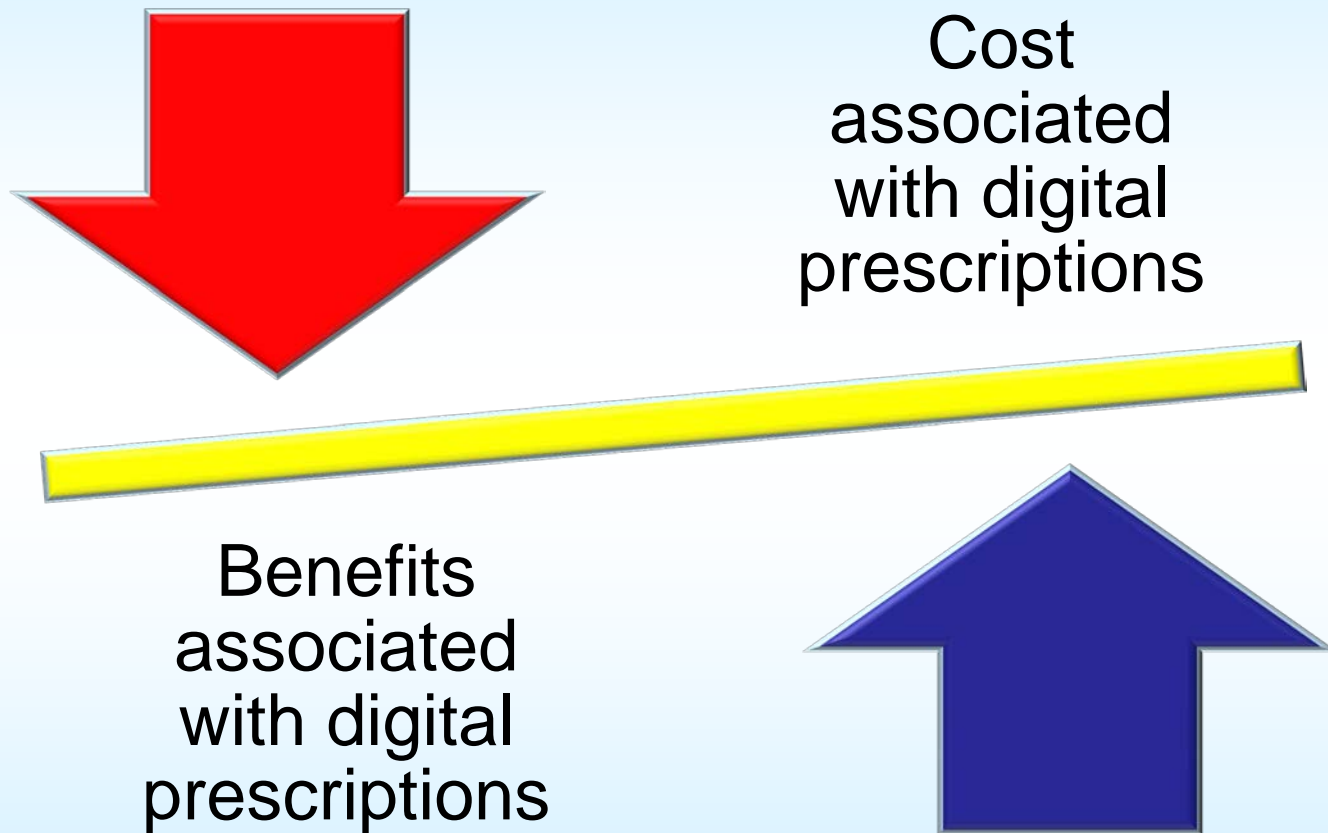 Cost
associated
with digital
prescriptions
Benefits
associated
with digital
prescriptions